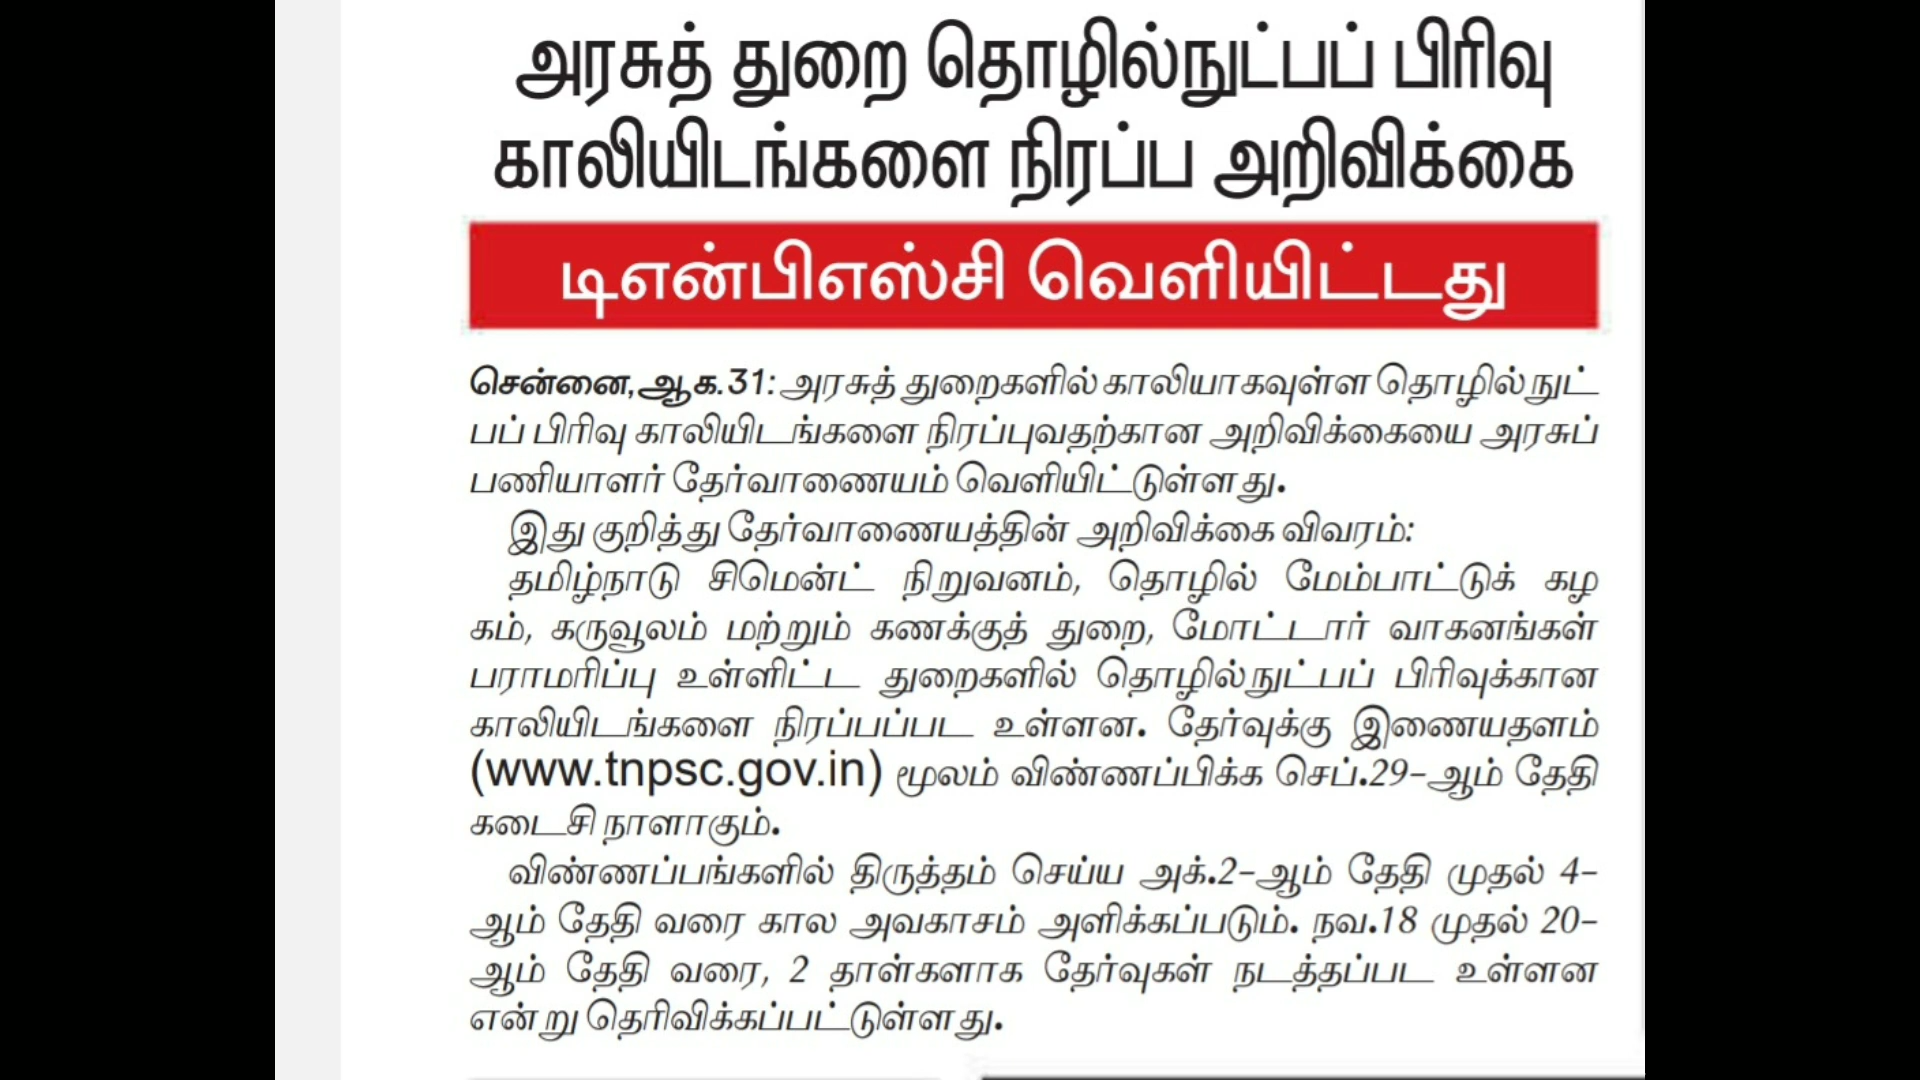 அரசுத் துறை தொழில்நுட்பப் பிரிவு
காலியிடங்களை நிரப்ப அறிவிக்கை
டிஎன்பிஎஸ்சி வெளியிட்டது
சென்னை,ஆக.31: அரசுத் துறைகளில் காலியாகவுள்ள தொழில்நுட்
பப் பிரிவு காலியிடங்களை நிரப்புவதற்கான அறிவிக்கையை அரசுப்
பணியாளர் தேர்வாணையம் வெளியிட்டுள்ளது.
இது குறித்து தேர்வாணையத்தின் அறிவிக்கை விவரம்:
தமிழ்நாடு சிமென்ட் நிறுவனம், தொழில் மேம்பாட்டுக் கழ
கம், கருவூலம் மற்றும் கணக்குத் துறை, மோட்டார் வாகனங்கள்
பராமரிப்பு உள்ளிட்ட துறைகளில் தொழில்நுட்பப் பிரிவுக்கான
காலியிடங்களை நிரப்பப்பட உள்ளன. தேர்வுக்கு இணையதளம்
(www.tnpsc.gov.in) மூலம் விண்ணப்பிக்க செப்.29-ஆம் தேதி
கடைசி நாளாகும்.
விண்ணப்பங்களில் திருத்தம் செய்ய அக்.2-ஆம் தேதி முதல் 4-
ஆம் தேதி வரை கால அவகாசம் அளிக்கப்படும். நவ.18 முதல் 20-
ஆம் தேதி வரை, 2 தாள்களாக தேர்வுகள் நடத்தப்பட உள்ளன
என்று தெரிவிக்கப்பட்டுள்ளது.